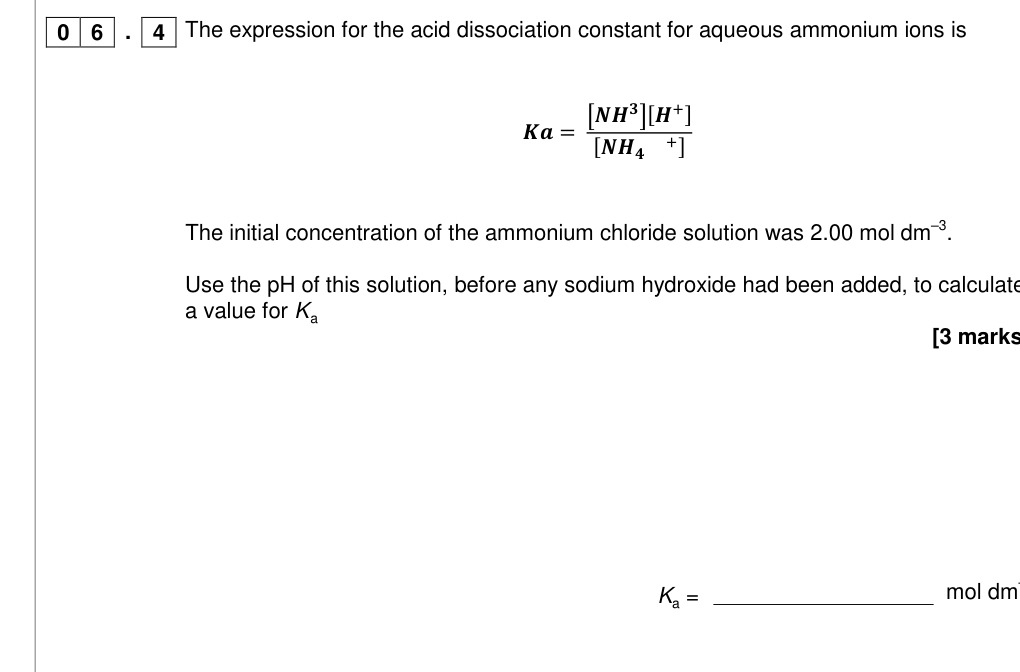 0 6 . 4 The expression for the acid dissociation constant for aqueous ammonium ions is
Ka = [NH³][H⁺] / [NH₄ ⁺]
The initial concentration of the ammonium chloride solution was 2.00 mol dm⁻³.
Use the pH of this solution, before any sodium hydroxide had been added, to calculate
a value for Kₐ
[3 marks
Kₐ = ____________________ mol dm⁻